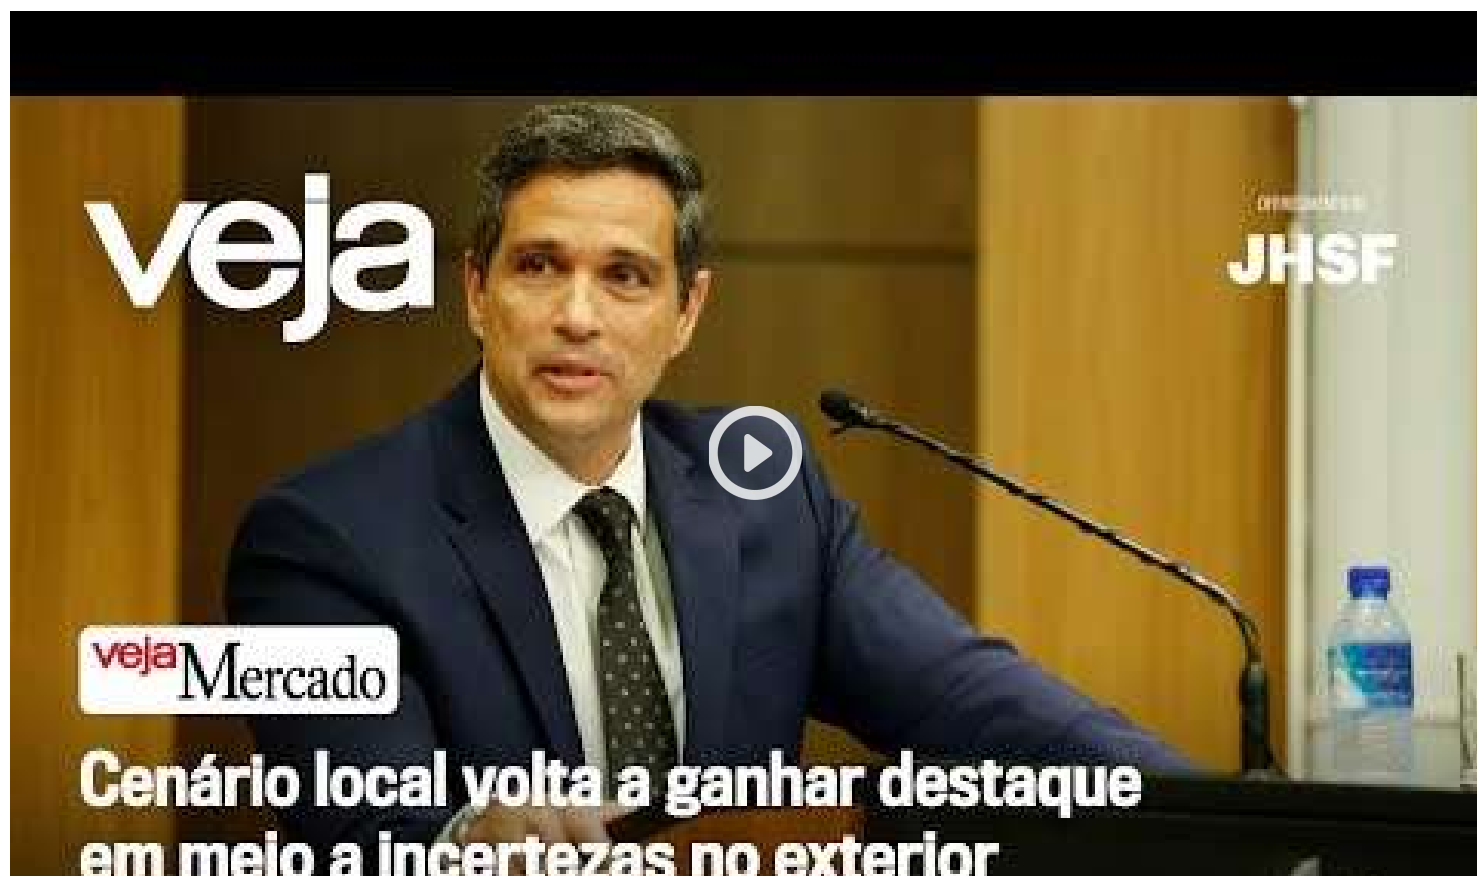 veja
JHSF
vejaMercado
Cenário local volta a ganhar destaque
em meio a incertezas no exterior